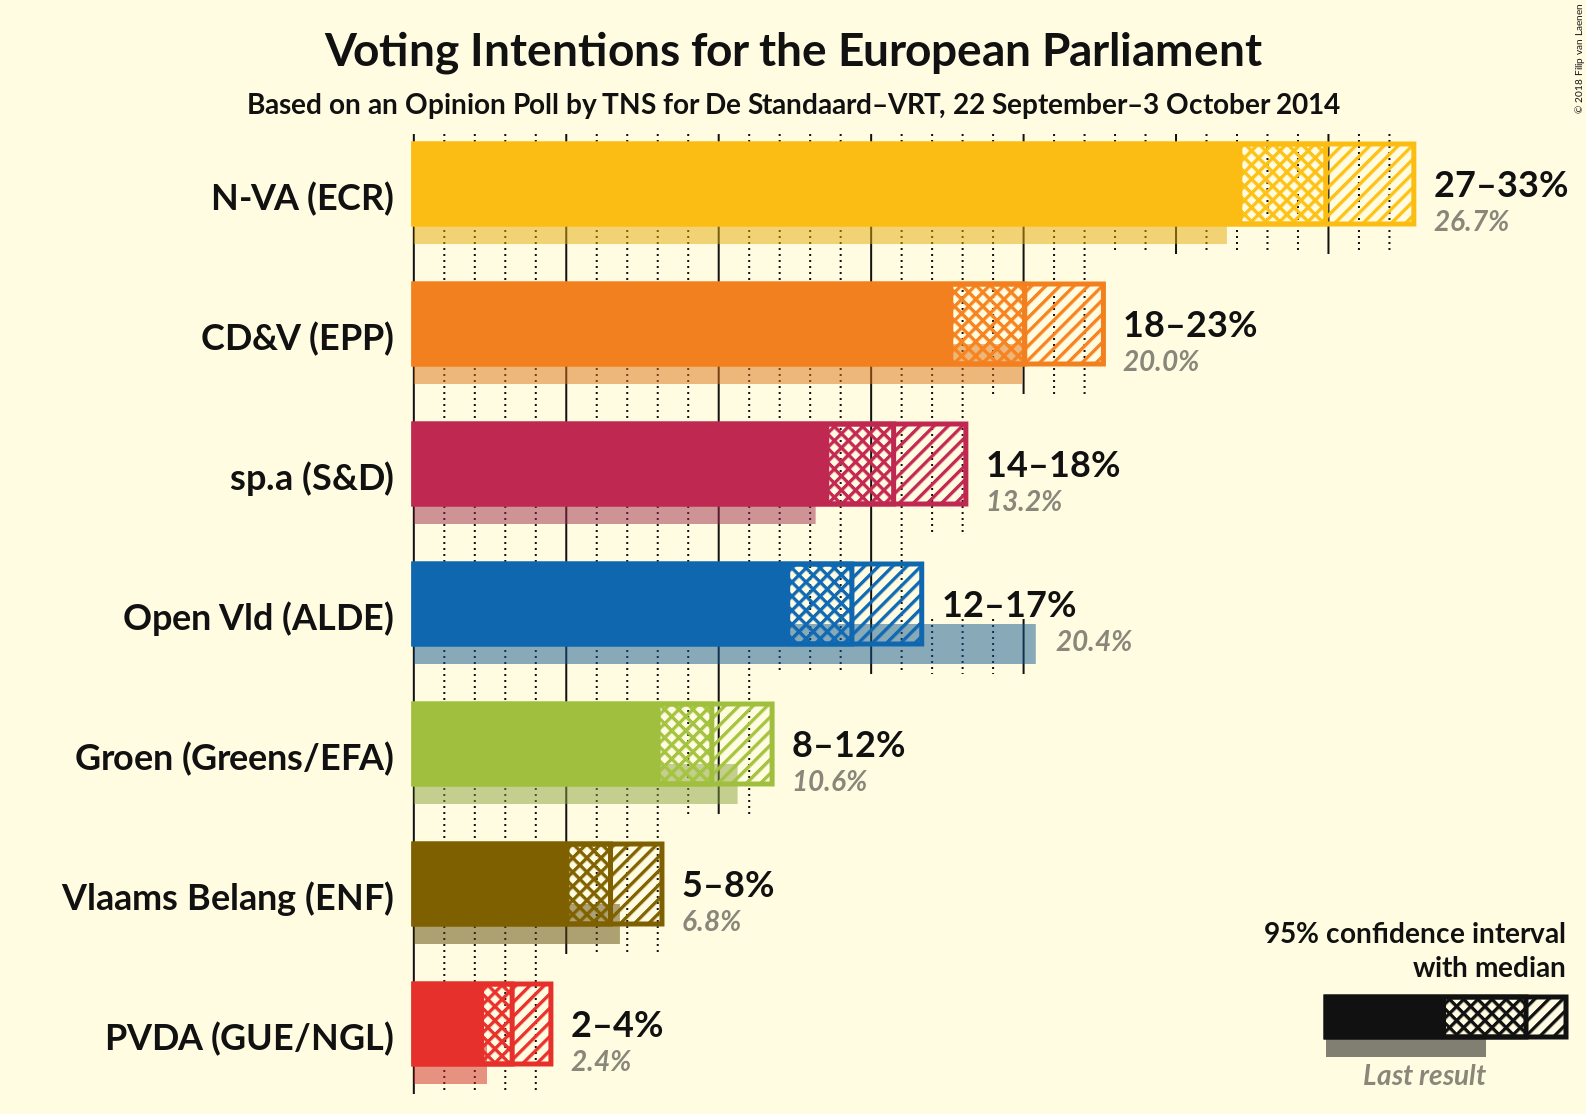 Voting Intentions for the European Parliament
Based on an Opinion Poll by TNS for De Standaard–VRT, 22 September–3 October 2014
© 2018 Filip van Laenen
N-VA (ECR)
27–33%
26.7%
CD&V (EPP)
18–23%
20.0%
sp.a (S&D)
14–18%
13.2%
Open Vld (ALDE)
12–17%
20.4%
Groen (Greens/EFA)
8–12%
10.6%
Vlaams Belang (ENF)
5–8%
6.8%
PVDA (GUE/NGL)
2–4%
2.4%
95% confidence interval
with median
Last result